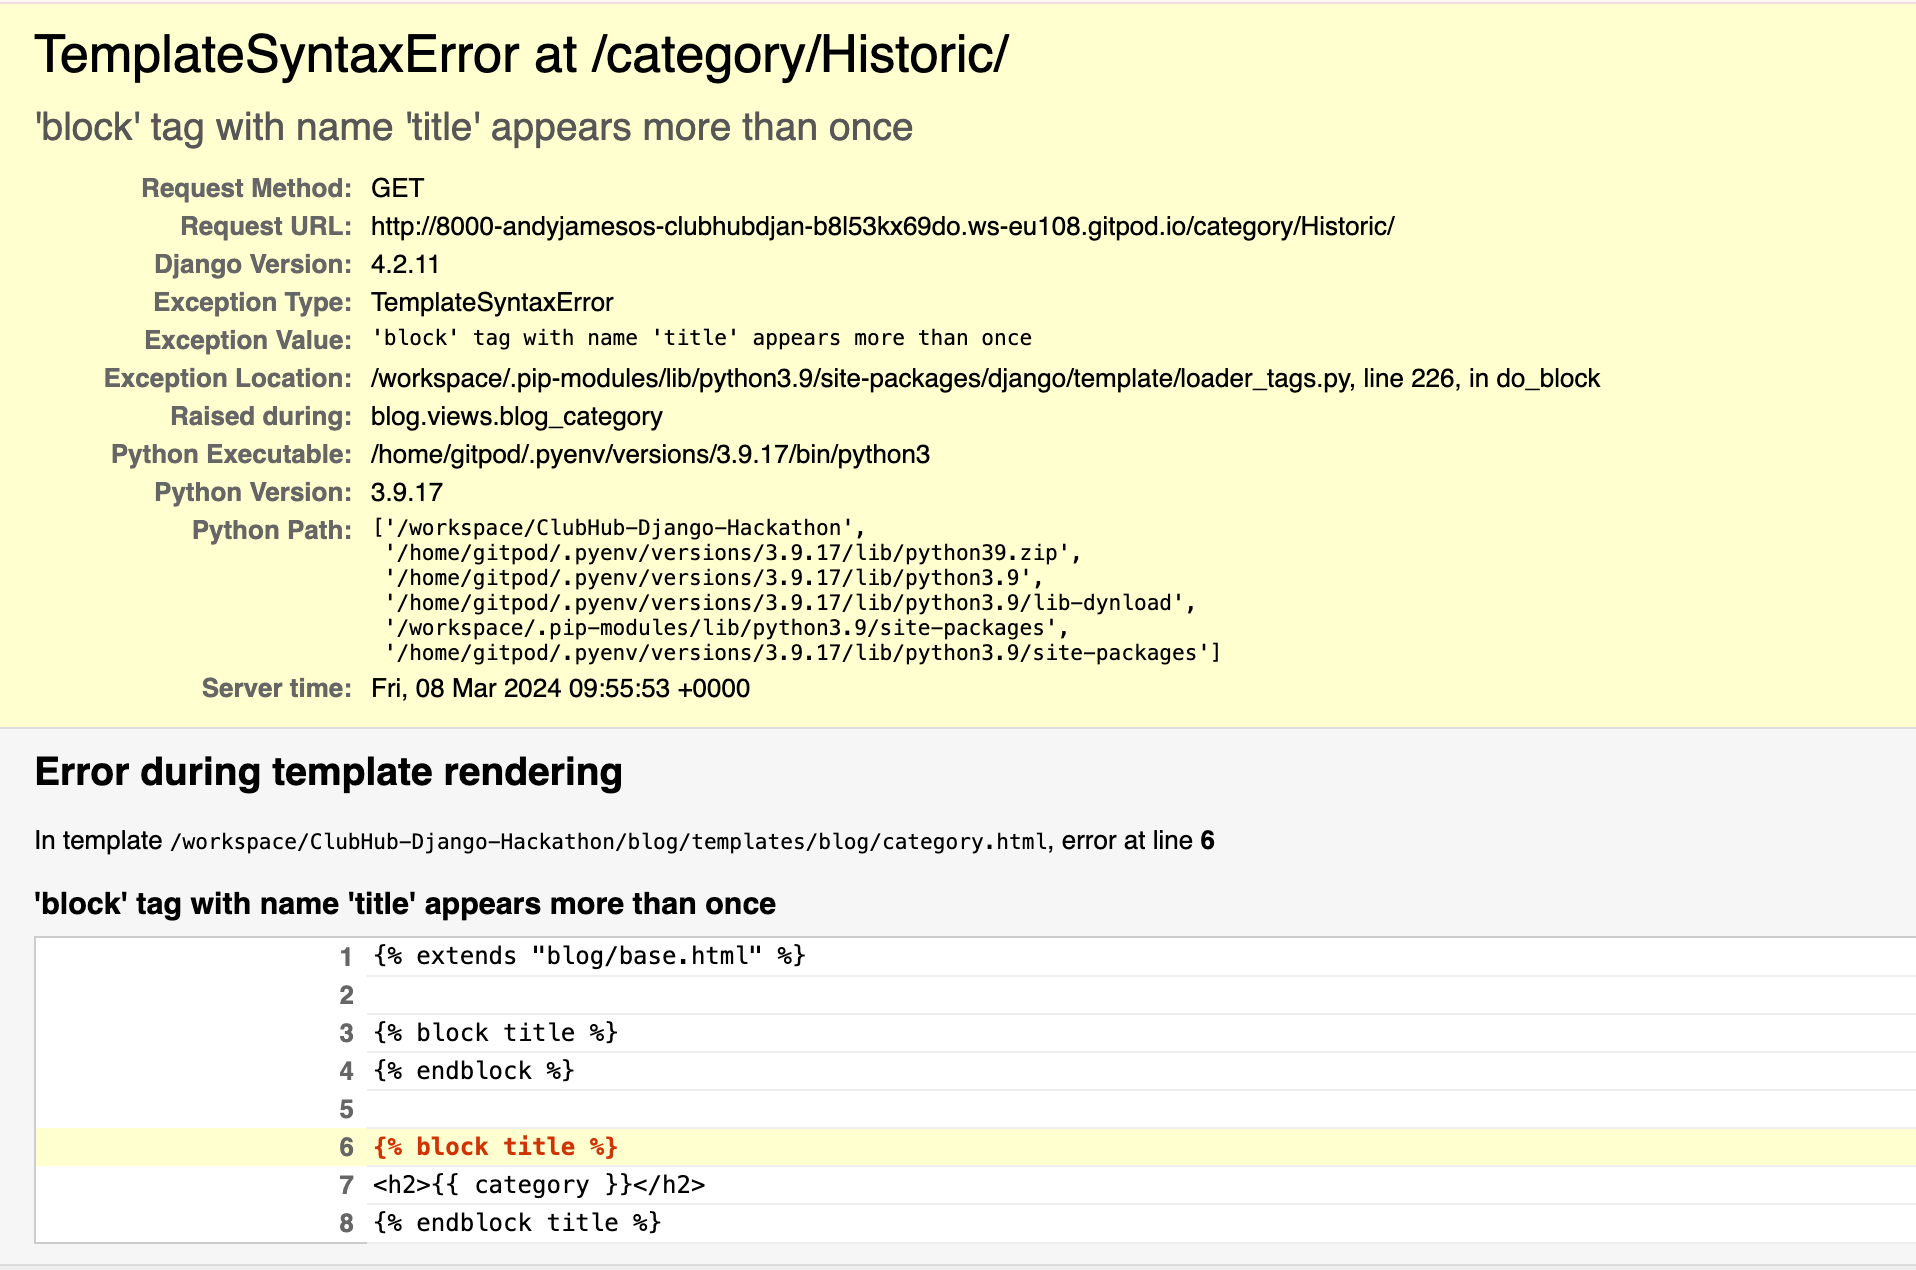 TemplateSyntaxError at /category/Historic/
'block' tag with name 'title' appears more than once
Request Method: GET
Request URL: http://8000-andyjamesos-clubhubdjan-b8l53kx69do.ws-eu108.gitpod.io/category/Historic/
Django Version: 4.2.11
Exception Type: TemplateSyntaxError
Exception Value: 'block' tag with name 'title' appears more than once
Exception Location: /workspace/.pip-modules/lib/python3.9/site-packages/django/template/loader_tags.py, line 226, in do_block
Raised during: blog.views.blog_category
Python Executable: /home/gitpod/.pyenv/versions/3.9.17/bin/python3
Python Version: 3.9.17
Python Path: ['/workspace/ClubHub-Django-Hackathon',
'/home/gitpod/.pyenv/versions/3.9.17/lib/python39.zip',
'/home/gitpod/.pyenv/versions/3.9.17/lib/python3.9',
'/home/gitpod/.pyenv/versions/3.9.17/lib/python3.9/lib-dynload',
'/workspace/.pip-modules/lib/python3.9/site-packages',
'/home/gitpod/.pyenv/versions/3.9.17/lib/python3.9/site-packages']
Server time: Fri, 08 Mar 2024 09:55:53 +0000
Error during template rendering
In template /workspace/ClubHub-Django-Hackathon/blog/templates/blog/category.html, error at line 6
'block' tag with name 'title' appears more than once
1 {% extends "blog/base.html" %}
2
3 {% block title %}
4 {% endblock %}
5
6 {% block title %}
7 <h2>{{ category }}</h2>
8 {% endblock title %}